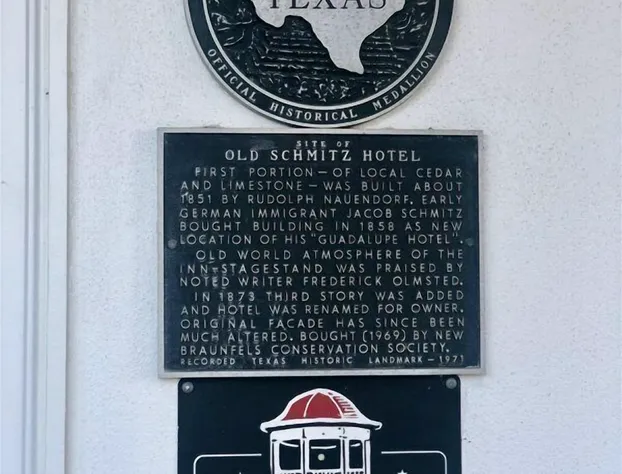 TEXAS
OFFICIAL HISTORICAL MEDALLION
SITE OF
OLD SCHMITZ HOTEL
FIRST PORTION — OF LOCAL CEDAR
AND LIMESTONE — WAS BUILT ABOUT
1851 BY RUDOLPH NAUENDORF. EARLY
GERMAN IMMIGRANT JACOB SCHMITZ
BOUGHT BUILDING IN 1858 AS NEW
LOCATION OF HIS "GUADALUPE HOTEL".
OLD WORLD ATMOSPHERE OF THE
INN-STAGESTAND WAS PRAISED BY
NOTED WRITER FREDERICK OLMSTED.
IN 1873 THIRD STORY WAS ADDED
AND HOTEL WAS RENAMED FOR OWNER.
ORIGINAL FACADE HAS SINCE BEEN
MUCH ALTERED. BOUGHT (1969) BY NEW
BRAUNFELS CONSERVATION SOCIETY.
RECORDED TEXAS HISTORIC LANDMARK — 1971